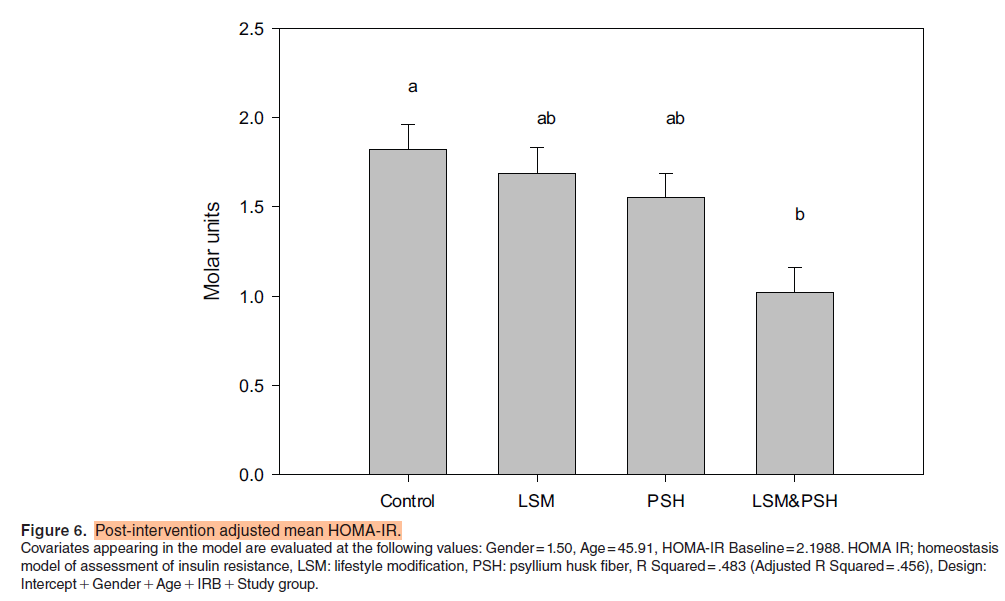 2.5
a
2.0
ab
ab
1.5
b
Molar units
1.0
0.5
0.0
Control LSM PSH LSM&PSH
Figure 6. Post-intervention adjusted mean HOMA-IR.
Covariates appearing in the model are evaluated at the following values: Gender=1.50, Age=45.91, HOMA-IR Baseline=2.1988. HOMA IR; homeostasis
model of assessment of insulin resistance, LSM: lifestyle modification, PSH: psyllium husk fiber, R Squared=.483 (Adjusted R Squared=.456), Design:
Intercept+Gender+Age+IRB+Study group.